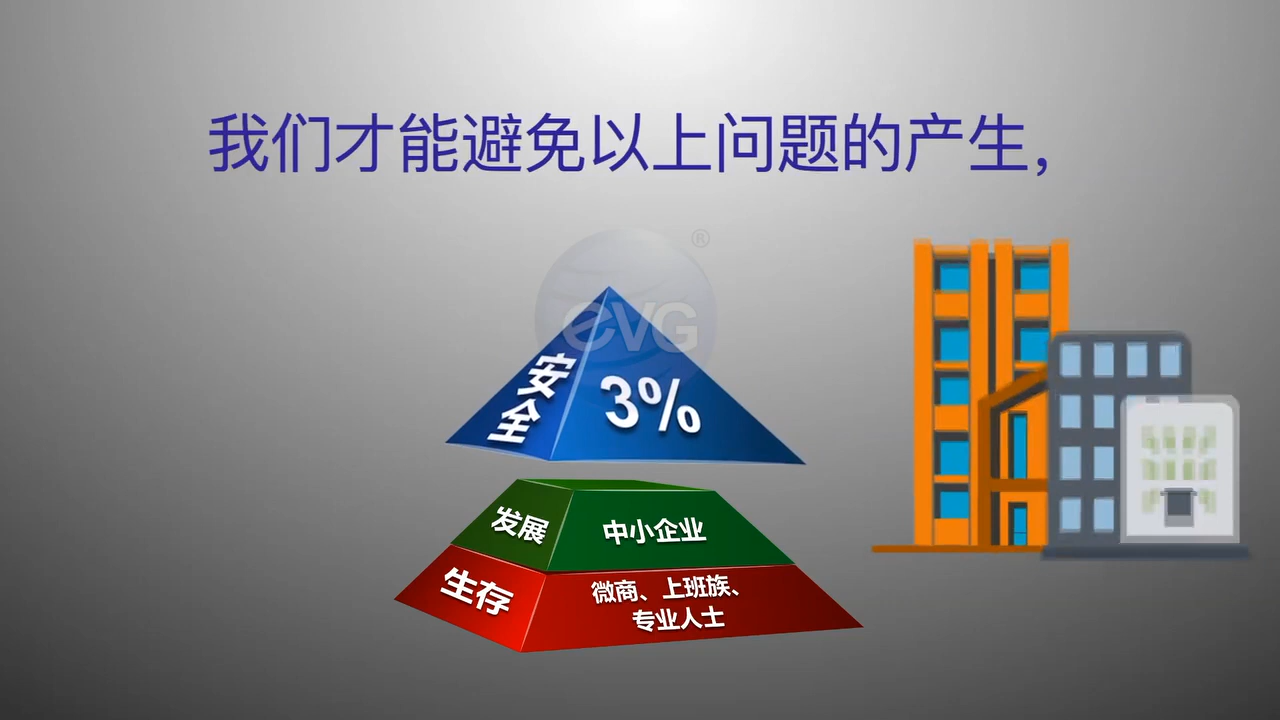 我们才能避免以上问题的产生，
®
eVG
安全
3%
发展
中小企业
生存
微商、上班族、
专业人士